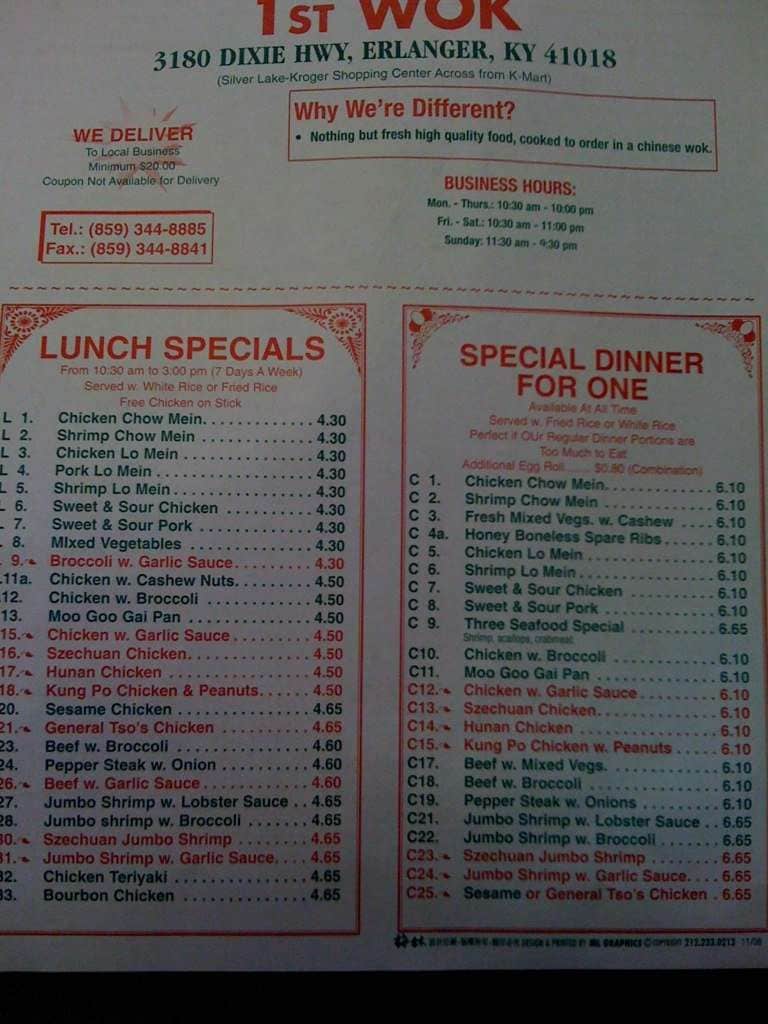 1ST WOK
3180 DIXIE HWY, ERLANGER, KY 41018
(Silver Lake-Kroger Shopping Center Across from K-Mart)
WE DELIVER
To Local Business
Minimum $20.00
Coupon Not Available for Delivery
Tel.: (859) 344-8885
Fax.: (859) 344-8841
Why We're Different?
• Nothing but fresh high quality food, cooked to order in a chinese wok.
BUSINESS HOURS:
Mon. - Thurs.: 10:30 am - 10:00 pm
Fri. - Sat.: 10:30 am - 11:00 pm
Sunday: 11:30 am - 9:30 pm
LUNCH SPECIALS
From 10:30 am to 3:00 pm (7 Days A Week)
Served w. White Rice or Fried Rice
Free Chicken on Stick
L 1. Chicken Chow Mein............. 4.30
L 2. Shrimp Chow Mein ............. 4.30
L 3. Chicken Lo Mein ............... 4.30
L 4. Pork Lo Mein .................. 4.30
L 5. Shrimp Lo Mein ................ 4.30
L 6. Sweet & Sour Chicken .......... 4.30
L 7. Sweet & Sour Pork ............. 4.30
8. MIxed Vegetables .............. 4.30
9. Broccoli w. Garlic Sauce ......... 4.30
11a. Chicken w. Cashew Nuts......... 4.50
12. Chicken w. Broccoli ............ 4.50
13. Moo Goo Gai Pan .............. 4.50
15. Chicken w. Garlic Sauce ......... 4.50
16. Szechuan Chicken.............. 4.50
17. Hunan Chicken ................ 4.50
18. Kung Po Chicken & Peanuts...... 4.50
20. Sesame Chicken ............... 4.65
21. General Tso's Chicken .......... 4.65
23. Beef w. Broccoli ............... 4.60
24. Pepper Steak w. Onion .......... 4.60
26. Beef w. Garlic Sauce ............ 4.60
27. Jumbo Shrimp w. Lobster Sauce .. 4.65
28. Jumbo shrimp w. Broccoli ....... 4.65
30. Szechuan Jumbo Shrimp ........ 4.65
31. Jumbo Shrimp w. Garlic Sauce.... 4.65
32. Chicken Teriyaki ............... 4.65
33. Bourbon Chicken .............. 4.65
SPECIAL DINNER
FOR ONE
Available At All Time
Served w. Fried Rice or White Rice
Perfect if OUr Regular Dinner Portions are
Too Much to Eat
Additional Egg Roll....... $0.80 (Combination)
C 1. Chicken Chow Mein............. 6.10
C 2. Shrimp Chow Mein ............. 6.10
C 3. Fresh Mixed Vegs. w. Cashew .... 6.10
C 4a. Honey Boneless Spare Ribs...... 6.10
C 5. Chicken Lo Mein ............... 6.10
C 6. Shrimp Lo Mein ................ 6.10
C 7. Sweet & Sour Chicken .......... 6.10
C 8. Sweet & Sour Pork ............. 6.10
C 9. Three Seafood Special .......... 6.65
Shrimp, scallops, crabmeat
C10. Chicken w. Broccoli ............ 6.10
C11. Moo Goo Gai Pan .............. 6.10
C12. Chicken w. Garlic Sauce ......... 6.10
C13. Szechuan Chicken.............. 6.10
C14. Hunan Chicken ................ 6.10
C15. Kung Po Chicken w. Peanuts ..... 6.10
C17. Beef w. Mixed Vegs. ............ 6.10
C18. Beef w. Broccoli ............... 6.10
C19. Pepper Steak w. Onions ......... 6.10
C21. Jumbo Shrimp w. Lobster Sauce .. 6.65
C22. Jumbo Shrimp w. Broccoli ....... 6.65
C23. Szechuan Jumbo Shrimp ........ 6.65
C24. Jumbo Shrimp w. Garlic Sauce.... 6.65
C25. Sesame or General Tso's Chicken . 6.65
DESIGN & PRINTED BY GRAPHICS © COPYRIGHT 212.233.0213 11/08